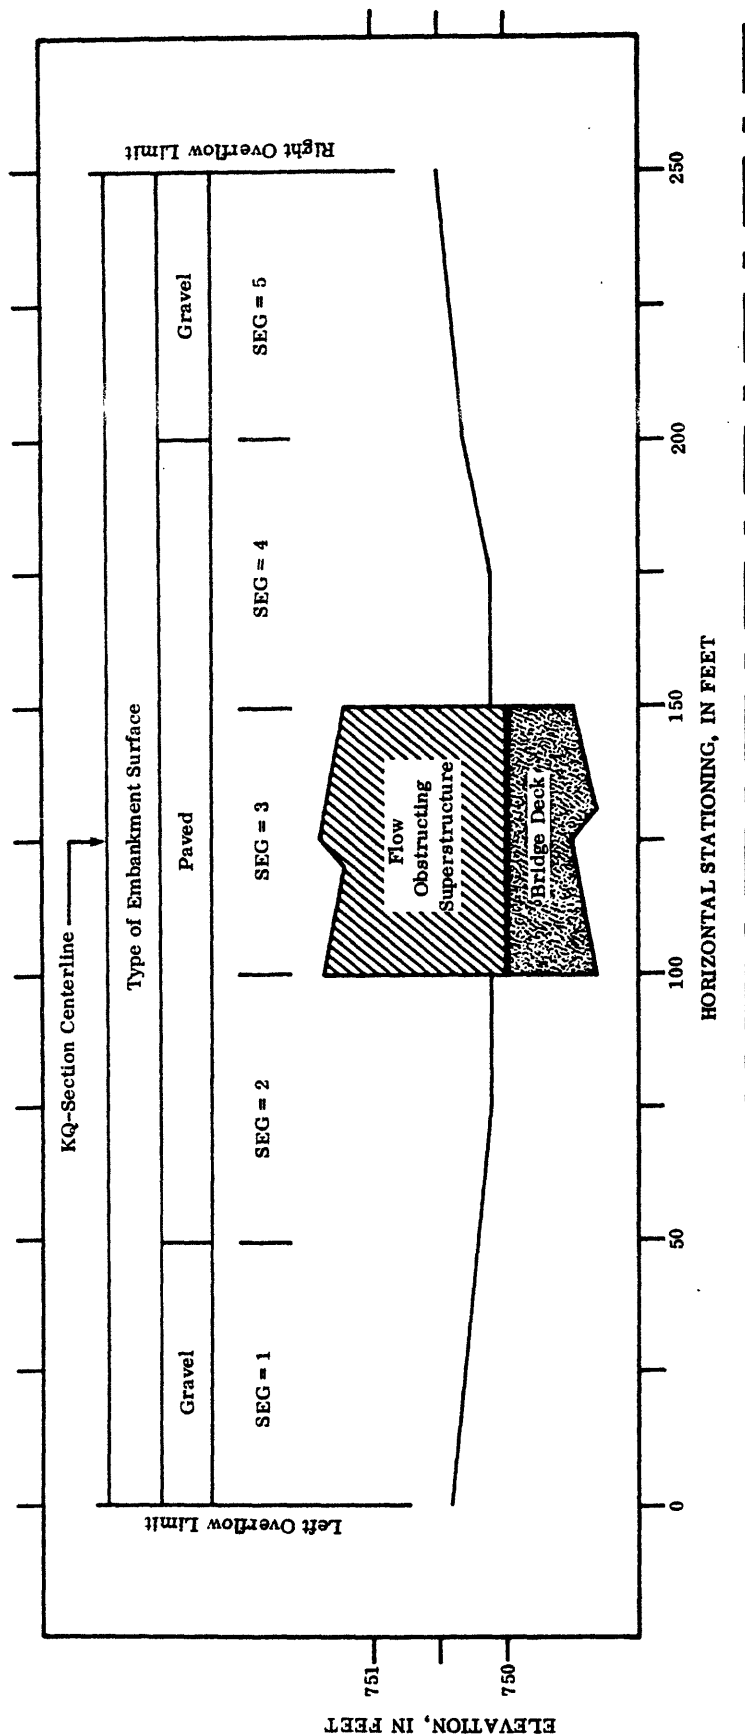 KQ-Section Centerline
Type of Embankment Surface
Gravel
Paved
Gravel
SEG = 1
SEG = 2
SEG = 3
SEG = 4
SEG = 5
Left Overflow Limit
Right Overflow Limit
Flow
Obstructing
Superstructure
Bridge Deck
ELEVATION, IN FEET
751
750
0
50
100
150
200
250
HORIZONTAL STATIONING, IN FEET